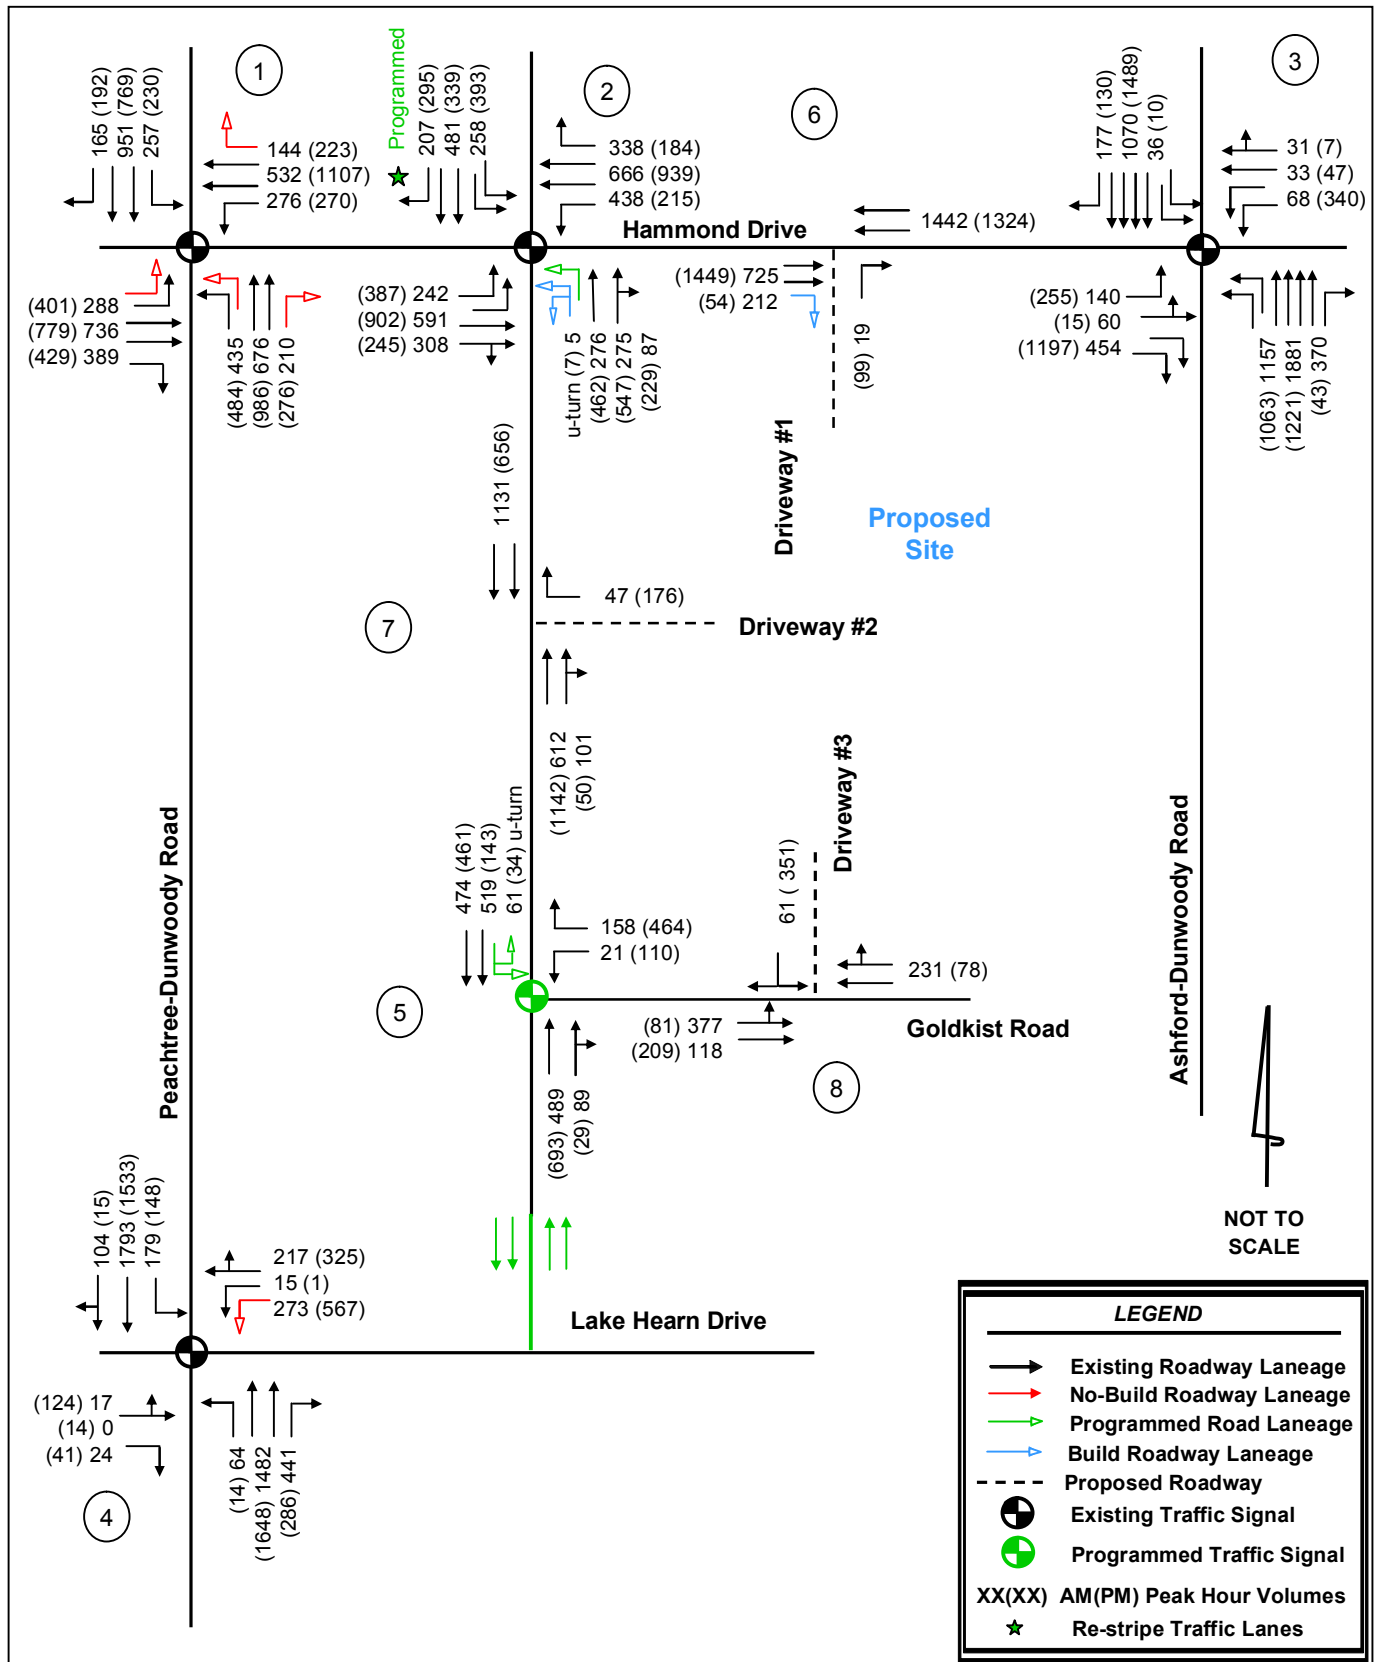 1
165 (192)
951 (769)
257 (230)
144 (223)
532 (1107)
276 (270)
Programmed
207 (295)
481 (339)
258 (393)
2
338 (184)
666 (939)
438 (215)
6
Hammond Drive
1442 (1324)
177 (130)
1070 (1489)
36 (10)
3
31 (7)
33 (47)
68 (340)
(401) 288
(779) 736
(429) 389
(484) 435
(986) 676
(276) 210
(387) 242
(902) 591
(245) 308
u-turn (7) 5
(462) 276
(547) 275
(229) 87
(1449) 725
(54) 212
(99) 19
(255) 140
(15) 60
(1197) 454
(1063) 1157
(1221) 1881
(43) 370
1131 (656)
Driveway #1
Proposed
Site
7
47 (176)
Driveway #2
(1142) 612
(50) 101
Driveway #3
Peachtree-Dunwoody Road
Ashford-Dunwoody Road
474 (461)
519 (143)
61 (34) u-turn
158 (464)
21 (110)
61 ( 351)
231 (78)
5
Goldkist Road
(81) 377
(209) 118
8
(693) 489
(29) 89
104 (15)
1793 (1533)
179 (148)
217 (325)
15 (1)
273 (567)
Lake Hearn Drive
(124) 17
(14) 0
(41) 24
4
(14) 64
(1648) 1482
(286) 441
NOT TO
SCALE
LEGEND
Existing Roadway Laneage
No-Build Roadway Laneage
Programmed Road Laneage
Build Roadway Laneage
Proposed Roadway
Existing Traffic Signal
Programmed Traffic Signal
XX(XX) AM(PM) Peak Hour Volumes
Re-stripe Traffic Lanes